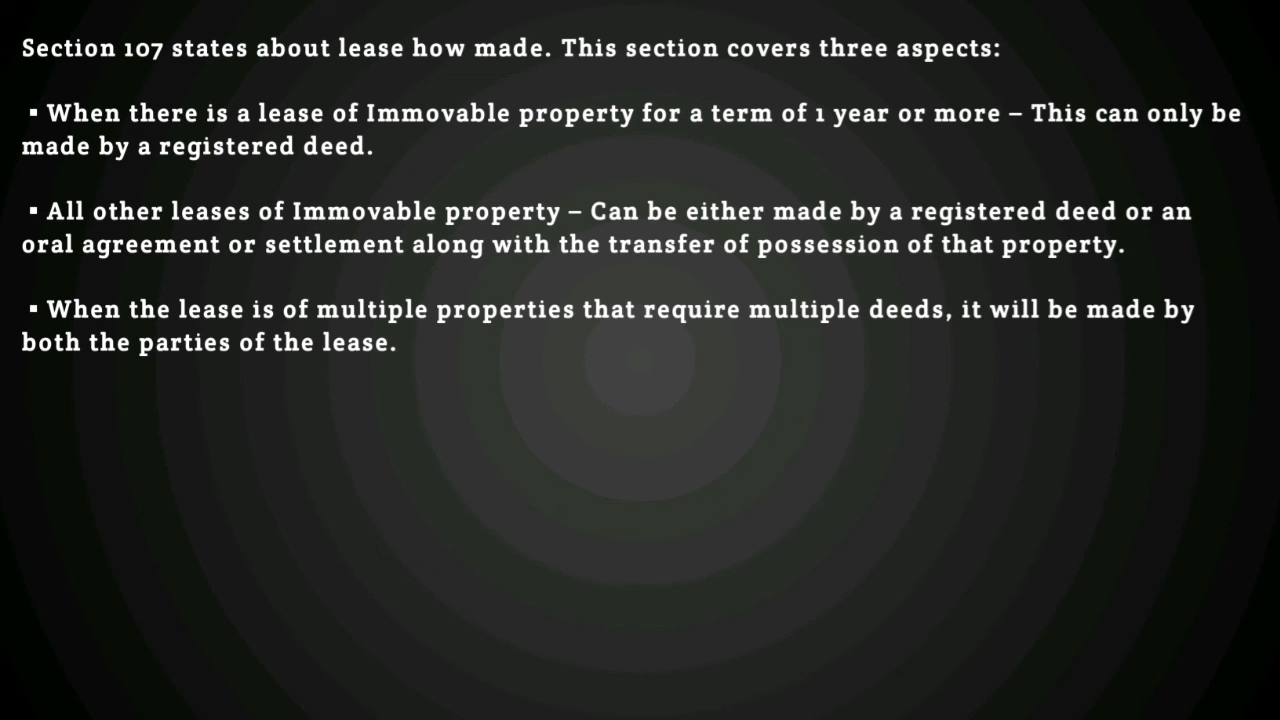 Section 107 states about lease how made. This section covers three aspects:
▪ When there is a lease of Immovable property for a term of 1 year or more – This can only be
made by a registered deed.
▪ All other leases of Immovable property – Can be either made by a registered deed or an
oral agreement or settlement along with the transfer of possession of that property.
▪ When the lease is of multiple properties that require multiple deeds, it will be made by
both the parties of the lease.